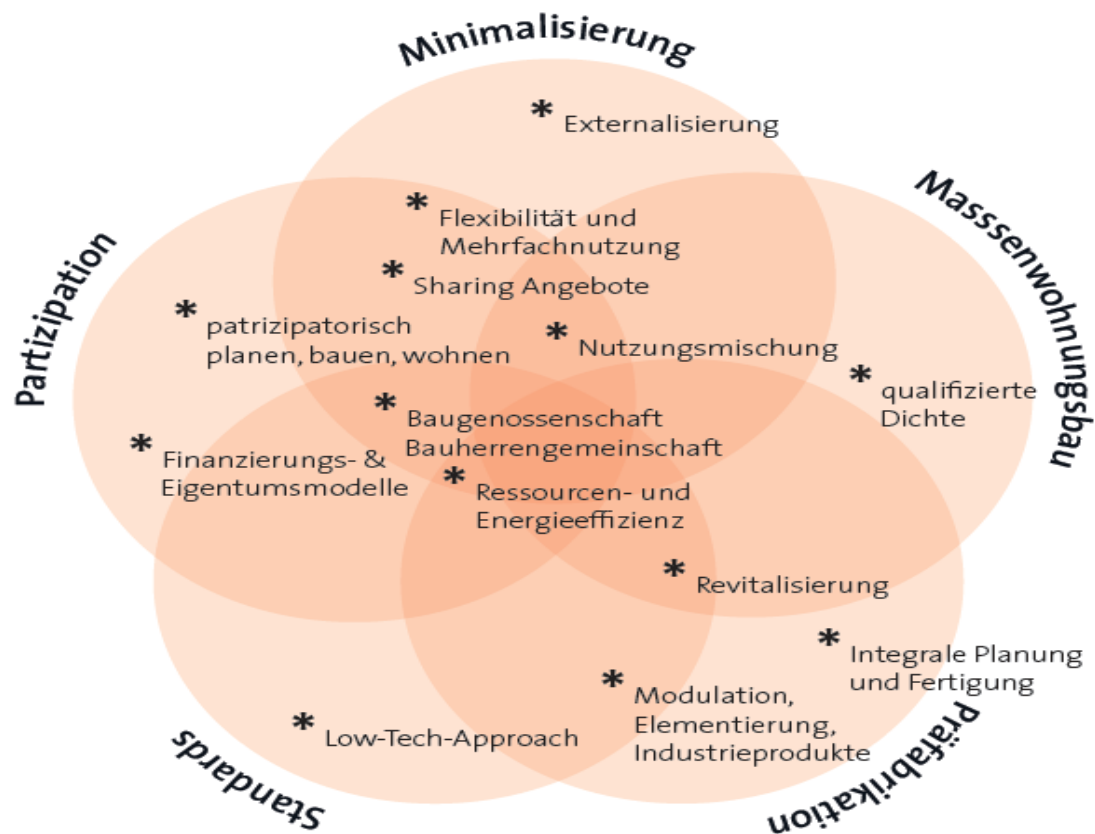 Minimalisierung
Externalisierung
Masssenwohnungsbau
Flexibilität und
Mehrfachnutzung
Sharing Angebote
Partizipation
patrizipatorisch
planen, bauen, wohnen
Nutzungsmischung
qualifizierte
Dichte
Baugenossenschaft
Bauherrengemeinschaft
Finanzierungs- &
Eigentumsmodelle
Ressourcen- und
Energieeffizienz
Revitalisierung
Integrale Planung
und Fertigung
Modulation,
Elementierung,
Industrieprodukte
Low-Tech-Approach
Standards
Präfabrikation